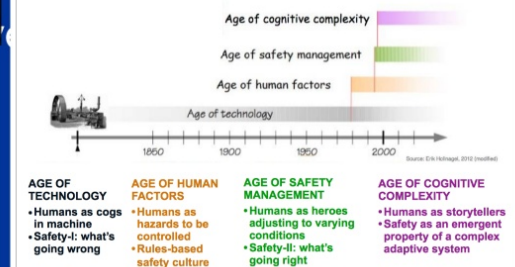 Age of cognitive complexity
Age of safety management
Age of human factors
Age of technology
1850
1900
1950
2000
Source: Erik Hollnagel, 2012 (modified)
AGE OF
TECHNOLOGY
• Humans as cogs
in machine
• Safety-I: what's
going wrong
AGE OF HUMAN
FACTORS
• Humans as
hazards to be
controlled
• Rules-based
safety culture
AGE OF SAFETY
MANAGEMENT
• Humans as heroes
adjusting to varying
conditions
• Safety-II: what's
going right
AGE OF COGNITIVE
COMPLEXITY
• Humans as storytellers
• Safety as an emergent
property of a complex
adaptive system